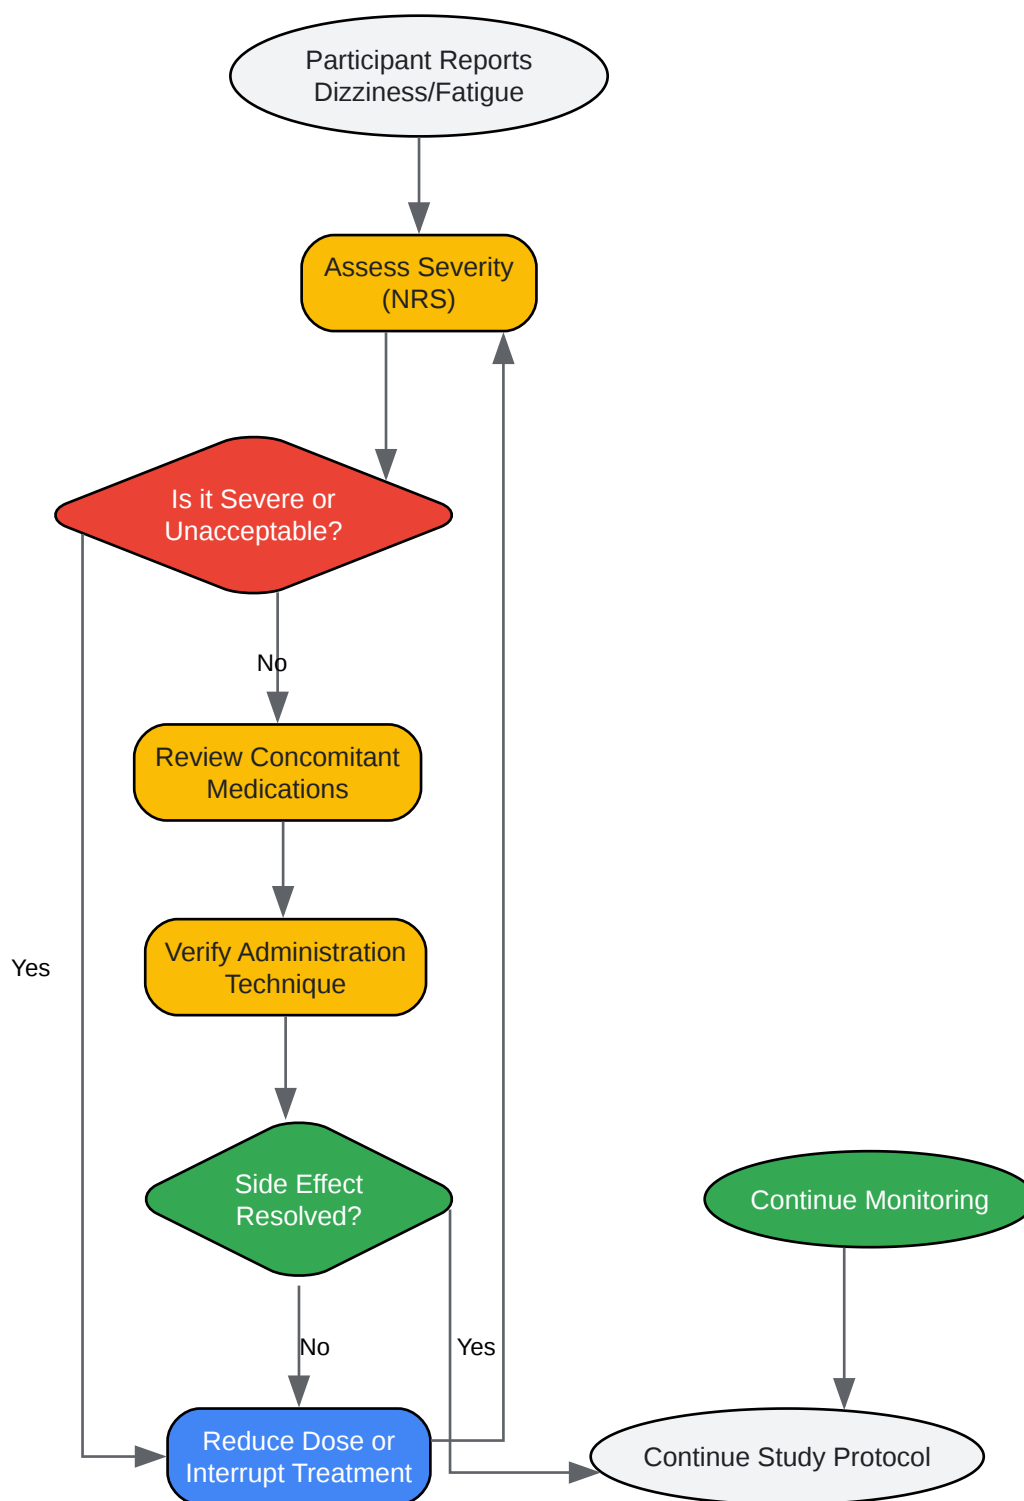 Participant Reports
Dizziness/Fatigue
Assess Severity
(NRS)
Is it Severe or
Unacceptable?
No
Review Concomitant
Medications
Verify Administration
Technique
Yes
Side Effect
Resolved?
Continue Monitoring
No
Yes
Reduce Dose or
Interrupt Treatment
Continue Study Protocol